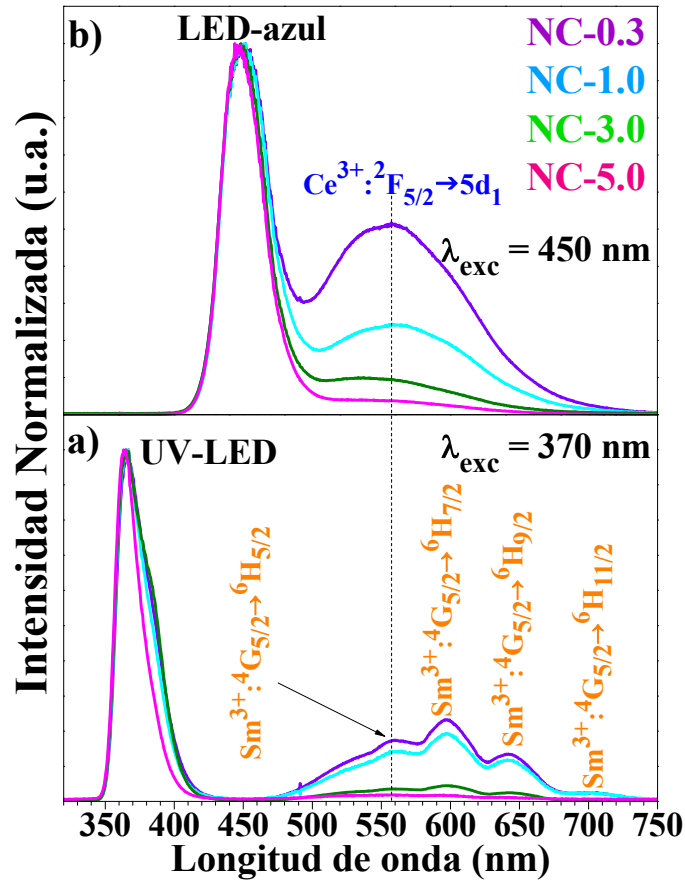 Intensidad Normalizada (u.a.)
b)
LED-azul
NC-0.3
NC-1.0
NC-3.0
NC-5.0
Ce³⁺:²F₅/₂→5d₁
λexc = 450 nm
a)
UV-LED
λexc = 370 nm
Sm³⁺:⁴G₅/₂→⁶H₅/₂
Sm³⁺:⁴G₅/₂→⁶H₇/₂
Sm³⁺:⁴G₅/₂→⁶H₉/₂
Sm³⁺:⁴G₅/₂→⁶H₁₁/₂
350 400 450 500 550 600 650 700 750
Longitud de onda (nm)